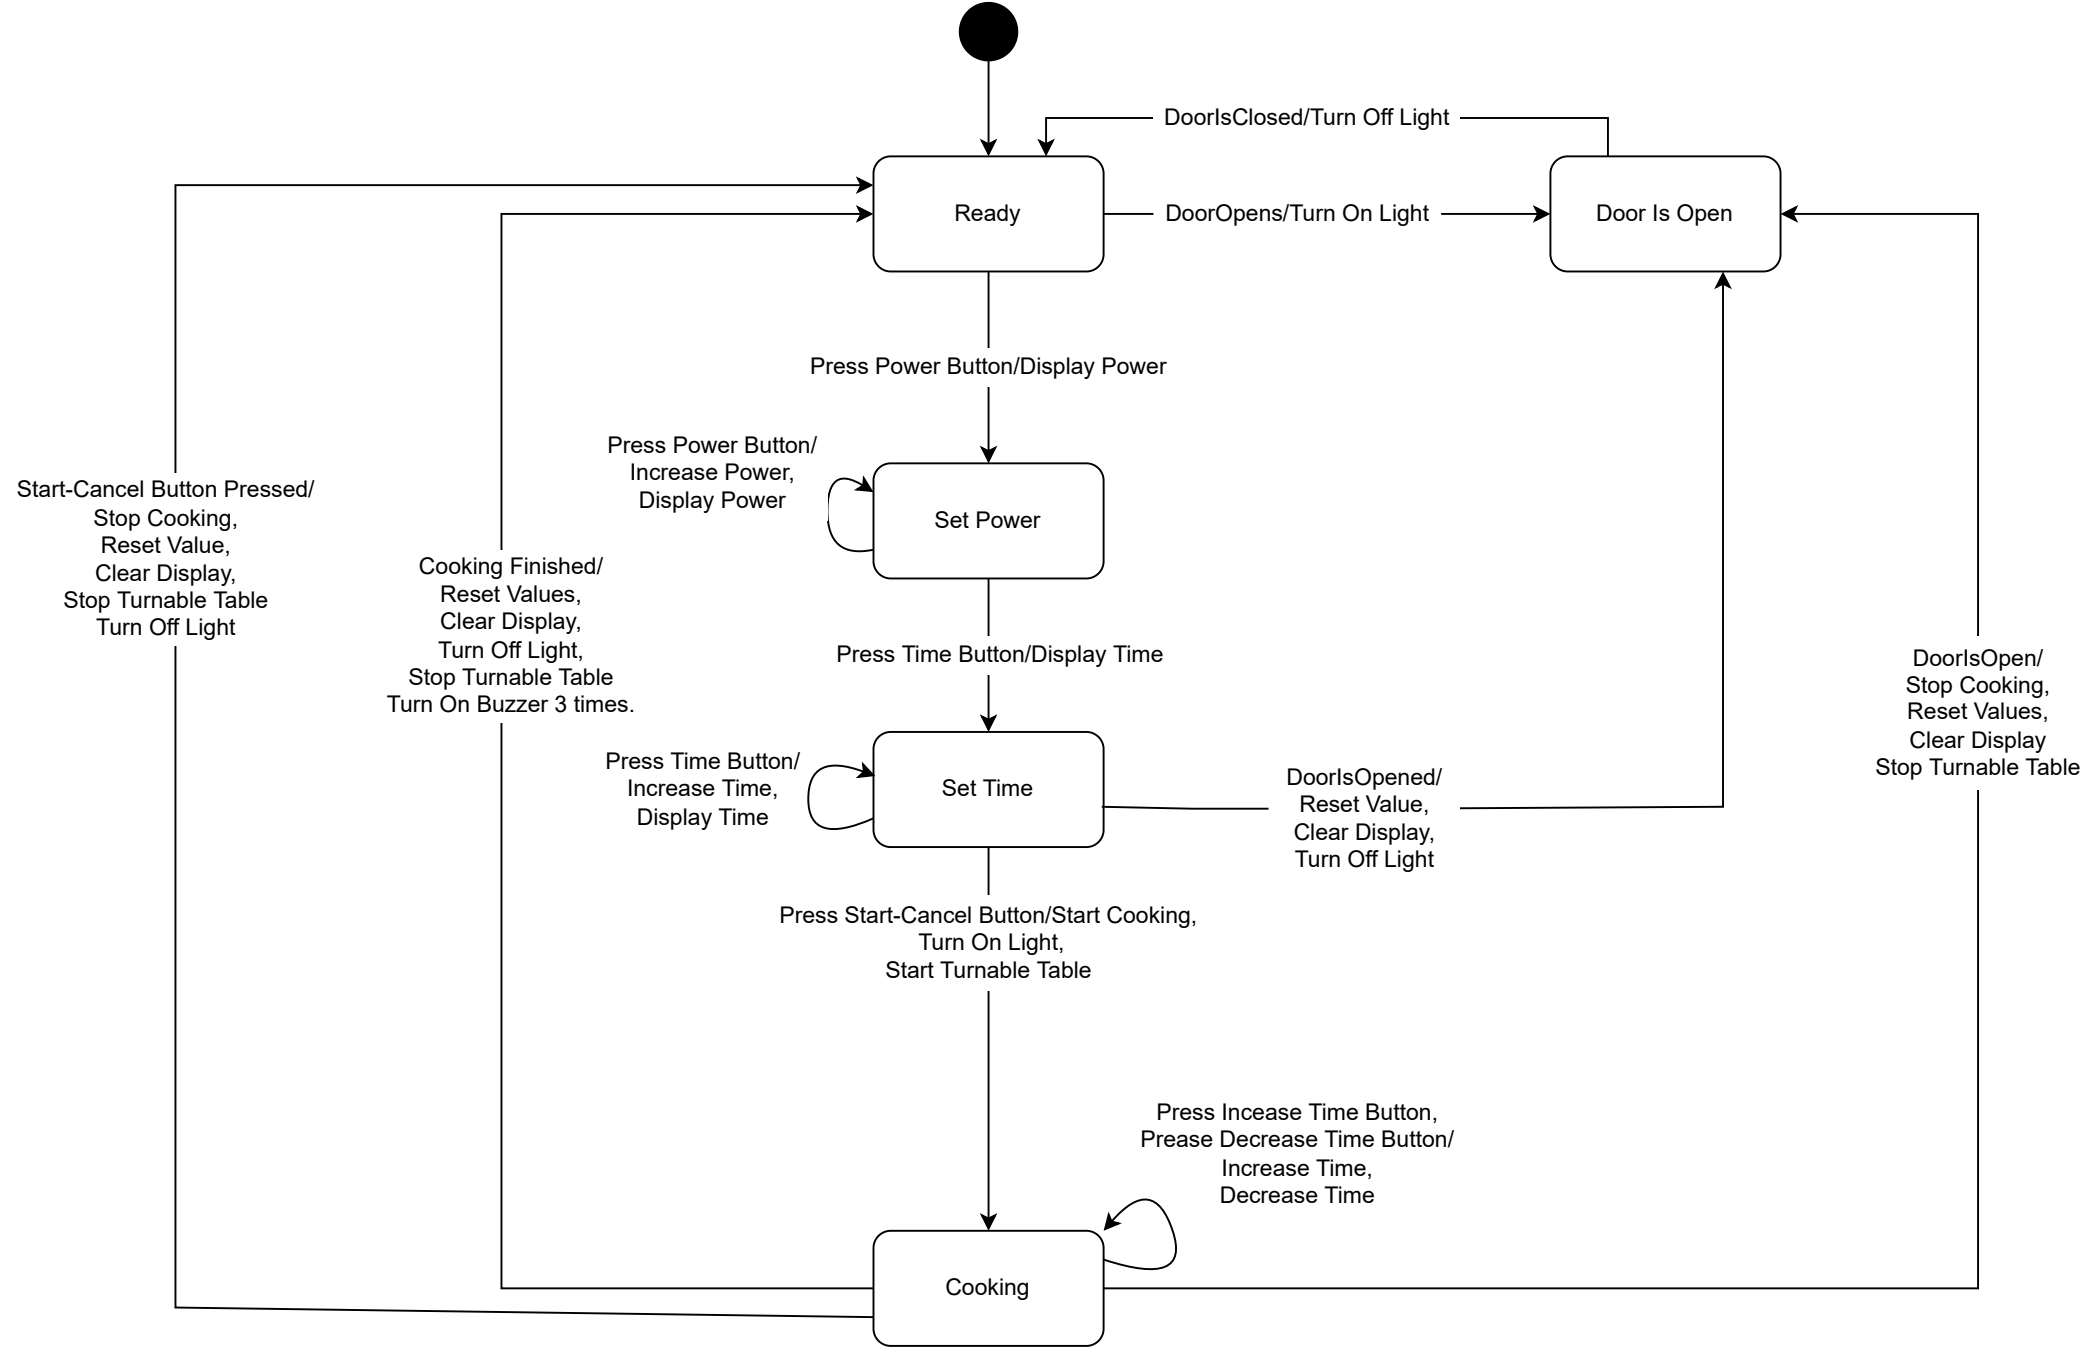 DoorIsClosed/Turn Off Light
Ready
DoorOpens/Turn On Light
Door Is Open
Press Power Button/Display Power
Press Power Button/
Increase Power,
Display Power
Set Power
Start-Cancel Button Pressed/
Stop Cooking,
Reset Value,
Clear Display,
Stop Turnable Table
Turn Off Light
Cooking Finished/
Reset Values,
Clear Display,
Turn Off Light,
Stop Turnable Table
Turn On Buzzer 3 times.
Press Time Button/Display Time
DoorIsOpen/
Stop Cooking,
Reset Values,
Clear Display
Stop Turnable Table
Press Time Button/
Increase Time,
Display Time
Set Time
DoorIsOpened/
Reset Value,
Clear Display,
Turn Off Light
Press Start-Cancel Button/Start Cooking,
Turn On Light,
Start Turnable Table
Press Incease Time Button,
Prease Decrease Time Button/
Increase Time,
Decrease Time
Cooking